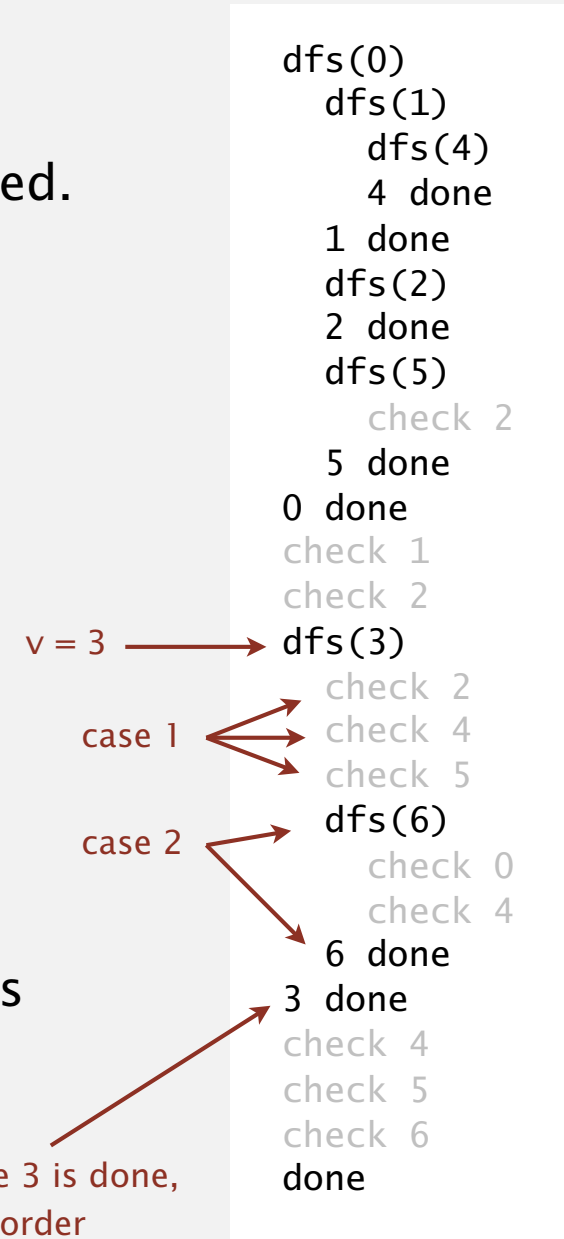 dfs(0)
dfs(1)
dfs(4)
ed.
4 done
1 done
dfs(2)
2 done
dfs(5)
check 2
5 done
0 done
check 1
check 2
v = 3
dfs(3)
check 2
case 1
check 4
check 5
dfs(6)
case 2
check 0
check 4
6 done
s
3 done
check 4
check 5
check 6
e 3 is done,
done
order